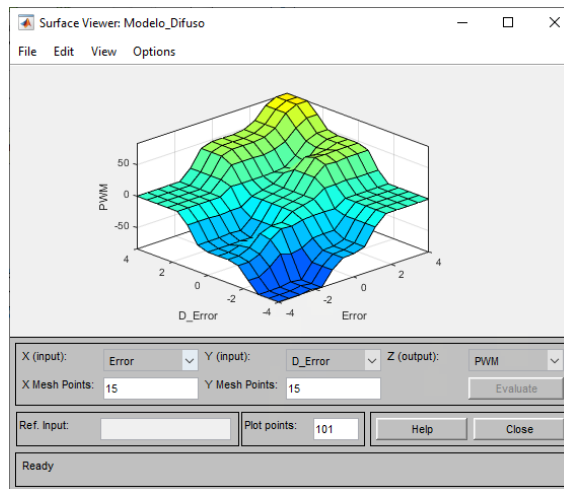 Surface Viewer: Modelo_Difuso
File Edit View Options
50
0
-50
PWM
4
2
0
-2
-4
D_Error
-4
-2
0
2
4
Error
X (input): Error Y (input): D_Error Z (output): PWM
X Mesh Points: 15 Y Mesh Points: 15 Evaluate
Ref. Input: Plot points: 101 Help Close
Ready